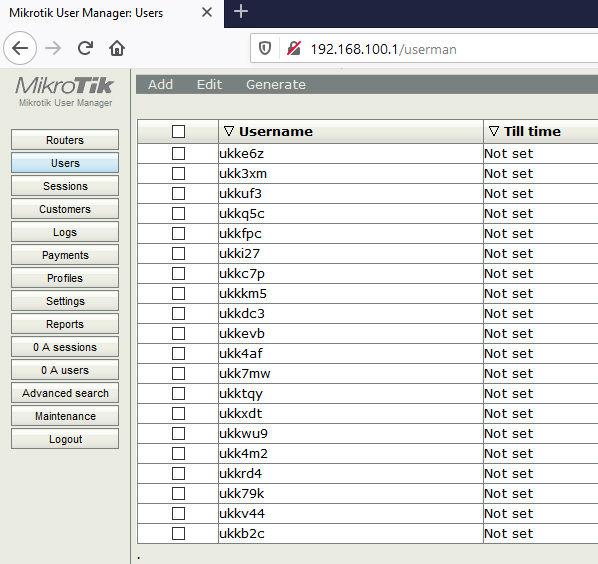 Mikrotik User Manager: Users
192.168.100.1/userman
MikroTik
Mikrotik User Manager
Routers
Users
Sessions
Customers
Logs
Payments
Profiles
Settings
Reports
0 A sessions
0 A users
Advanced search
Maintenance
Logout
Add Edit Generate
Username Till time
ukke6z Not set
ukk3xm Not set
ukkuf3 Not set
ukkq5c Not set
ukkfpc Not set
ukki27 Not set
ukkc7p Not set
ukkkm5 Not set
ukkdc3 Not set
ukkevb Not set
ukk4af Not set
ukk7mw Not set
ukktqy Not set
ukkxdt Not set
ukkwu9 Not set
ukk4m2 Not set
ukkrd4 Not set
ukk79k Not set
ukkv44 Not set
ukkb2c Not set
.